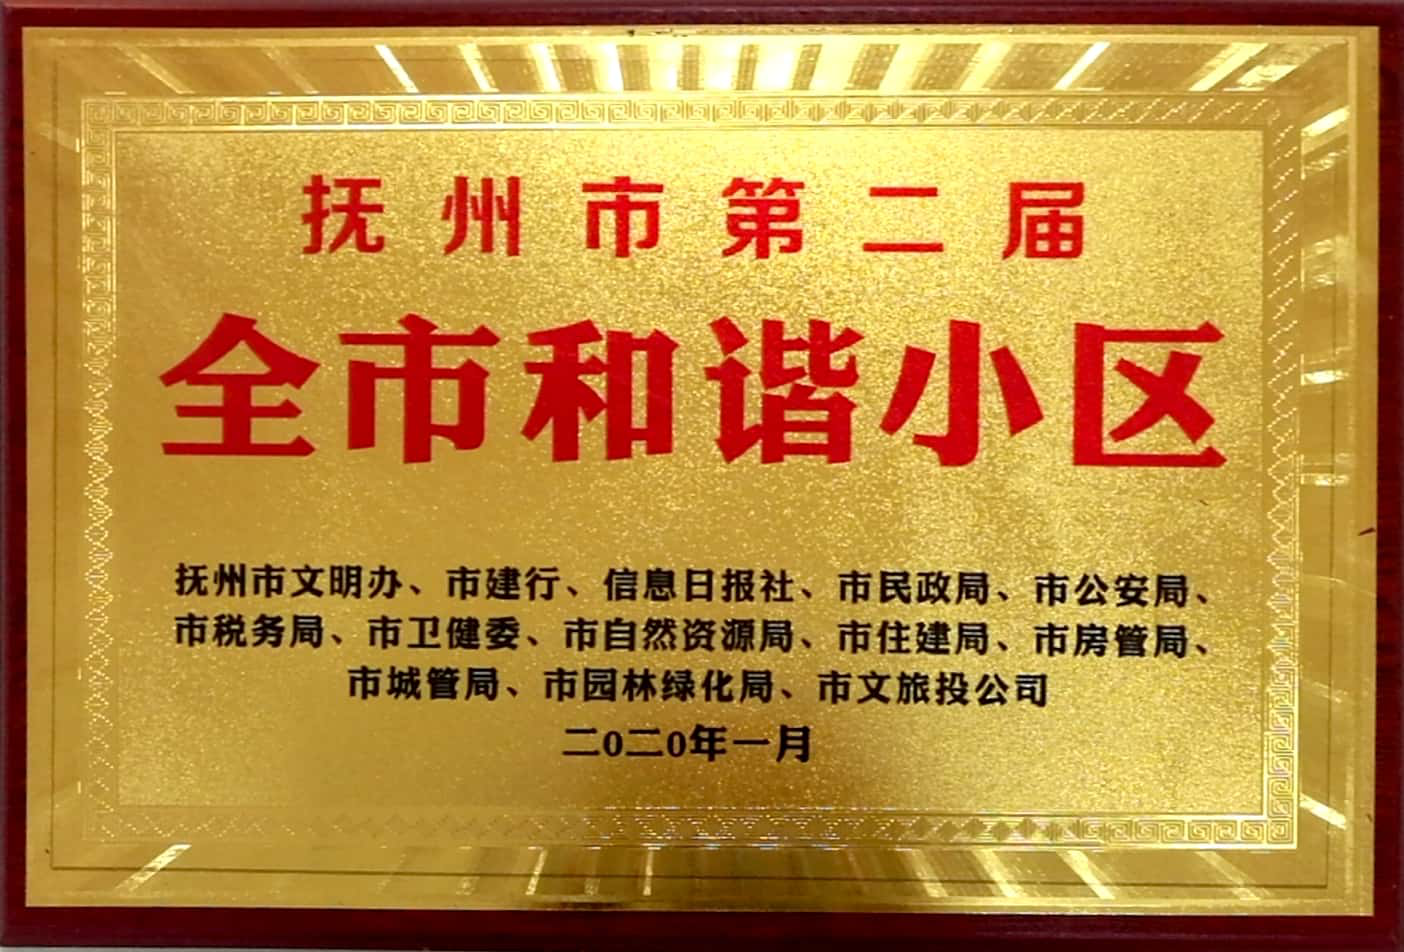 抚州市第二届
全市和谐小区
抚州市文明办、市建行、信息日报社、市民政局、市公安局、
市税务局、市卫健委、市自然资源局、市住建局、市房管局、
市城管局、市园林绿化局、市文旅投公司
二0二0年一月